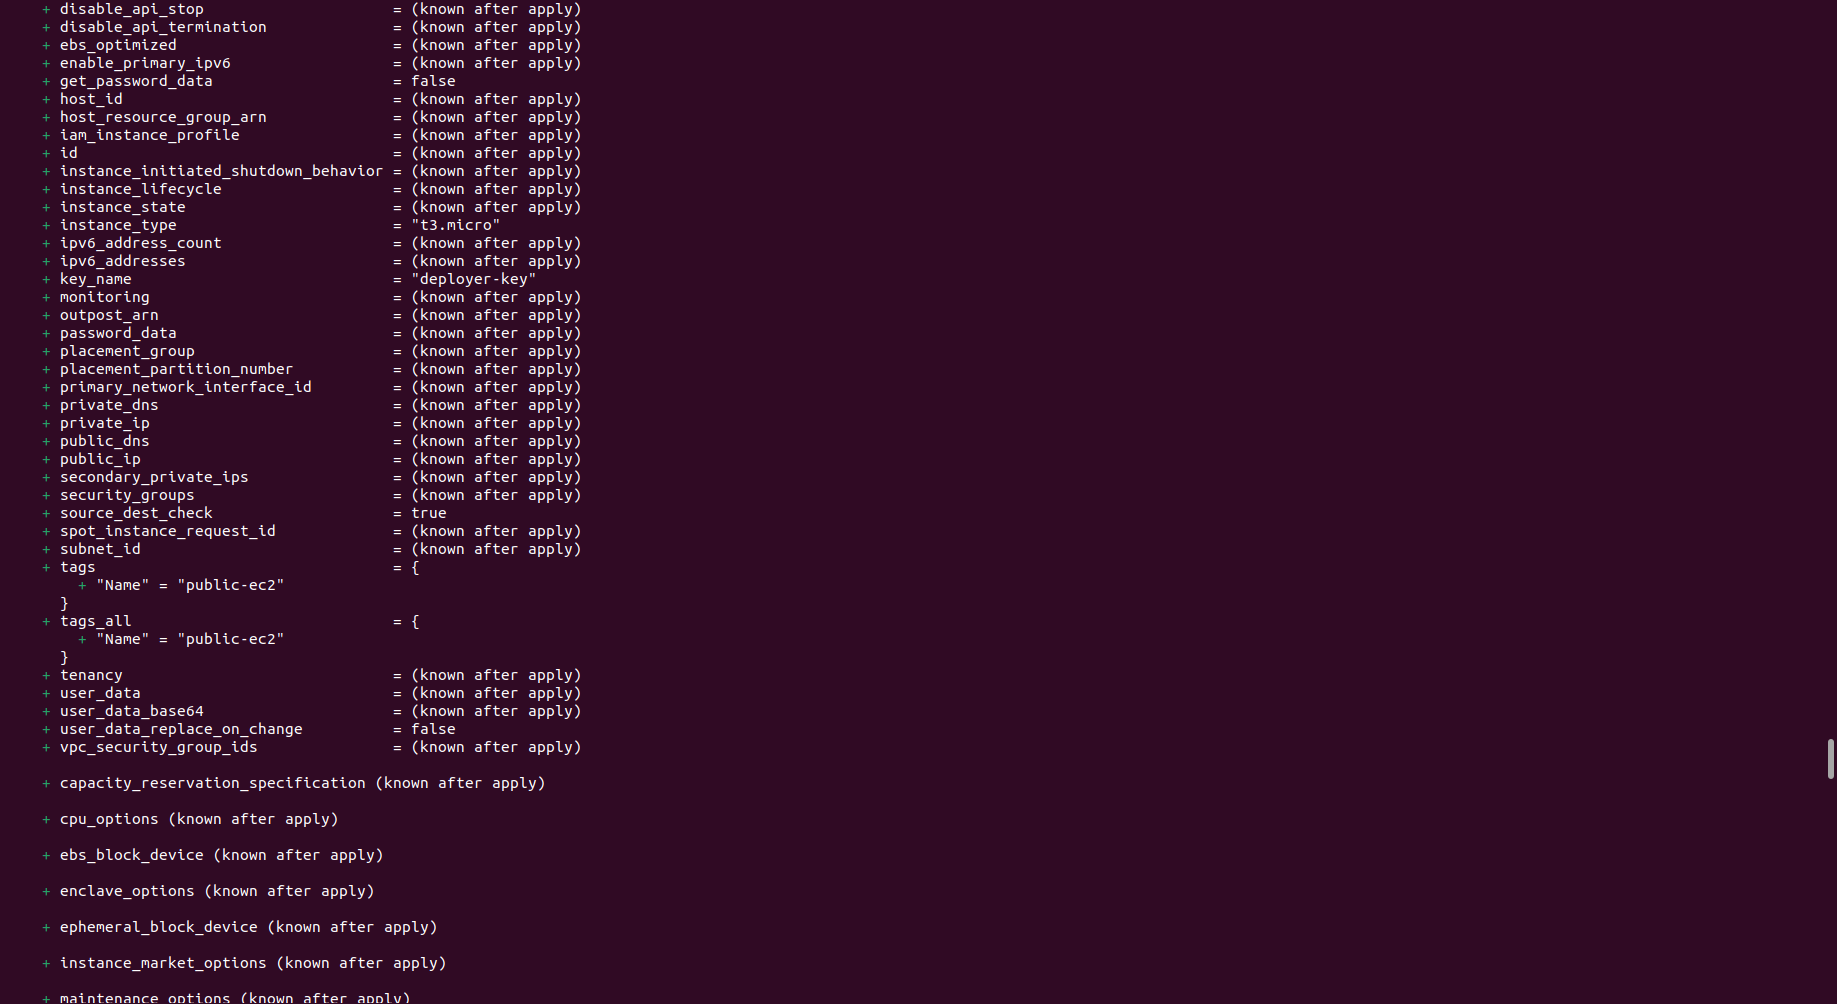 + disable_api_stop                     = (known after apply)
+ disable_api_termination              = (known after apply)
+ ebs_optimized                        = (known after apply)
+ enable_primary_ipv6                  = (known after apply)
+ get_password_data                    = false
+ host_id                              = (known after apply)
+ host_resource_group_arn              = (known after apply)
+ iam_instance_profile                 = (known after apply)
+ id                                   = (known after apply)
+ instance_initiated_shutdown_behavior = (known after apply)
+ instance_lifecycle                   = (known after apply)
+ instance_state                       = (known after apply)
+ instance_type                        = "t3.micro"
+ ipv6_address_count                   = (known after apply)
+ ipv6_addresses                       = (known after apply)
+ key_name                             = "deployer-key"
+ monitoring                           = (known after apply)
+ outpost_arn                          = (known after apply)
+ password_data                        = (known after apply)
+ placement_group                      = (known after apply)
+ placement_partition_number           = (known after apply)
+ primary_network_interface_id         = (known after apply)
+ private_dns                          = (known after apply)
+ private_ip                           = (known after apply)
+ public_dns                           = (known after apply)
+ public_ip                            = (known after apply)
+ secondary_private_ips                = (known after apply)
+ security_groups                      = (known after apply)
+ source_dest_check                    = true
+ spot_instance_request_id             = (known after apply)
+ subnet_id                            = (known after apply)
+ tags                                 = {
    + "Name" = "public-ec2"
  }
+ tags_all                             = {
    + "Name" = "public-ec2"
  }
+ tenancy                              = (known after apply)
+ user_data                            = (known after apply)
+ user_data_base64                     = (known after apply)
+ user_data_replace_on_change          = false
+ vpc_security_group_ids               = (known after apply)
+ capacity_reservation_specification (known after apply)
+ cpu_options (known after apply)
+ ebs_block_device (known after apply)
+ enclave_options (known after apply)
+ ephemeral_block_device (known after apply)
+ instance_market_options (known after apply)
+ maintenance_options (known after apply)